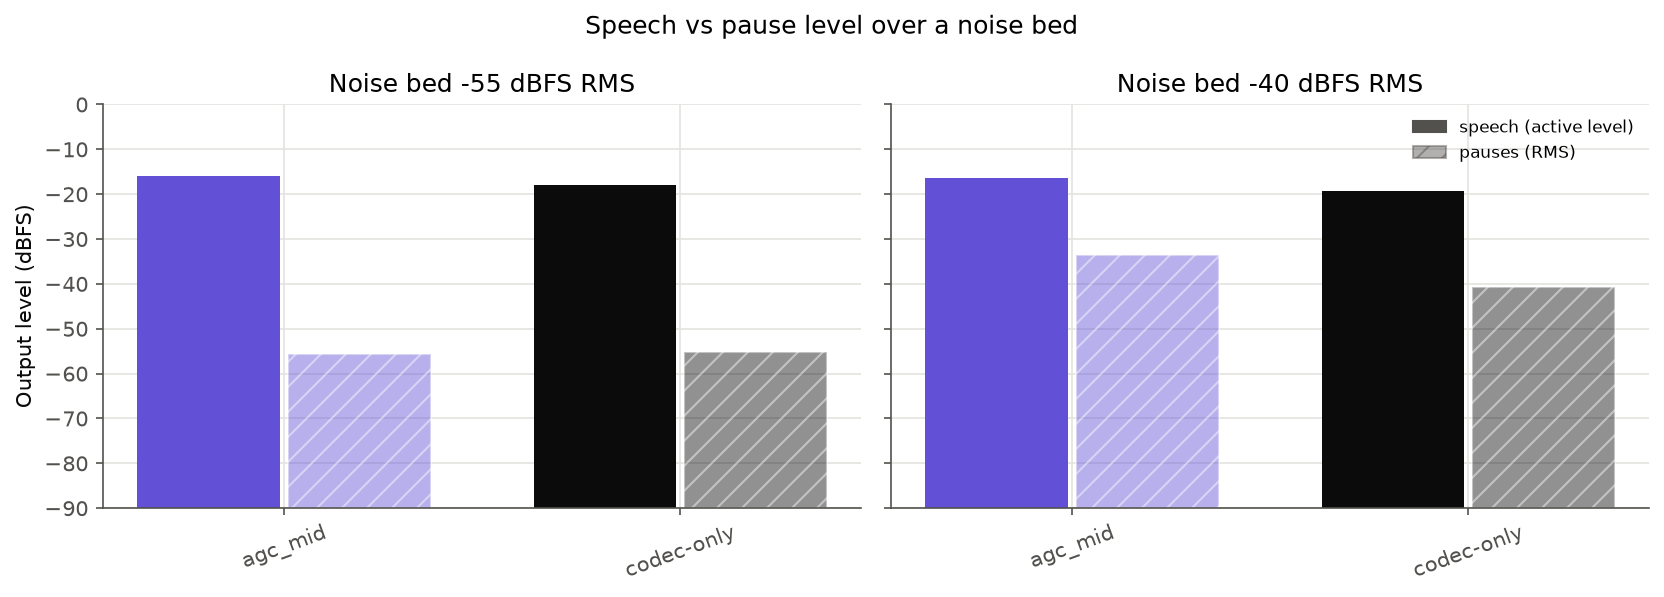 Speech vs pause level over a noise bed
Noise bed -55 dBFS RMS
Noise bed -40 dBFS RMS
Output level (dBFS)
0
−10
−20
−30
−40
−50
−60
−70
−80
−90
speech (active level)
pauses (RMS)
agc_mid
codec-only
agc_mid
codec-only